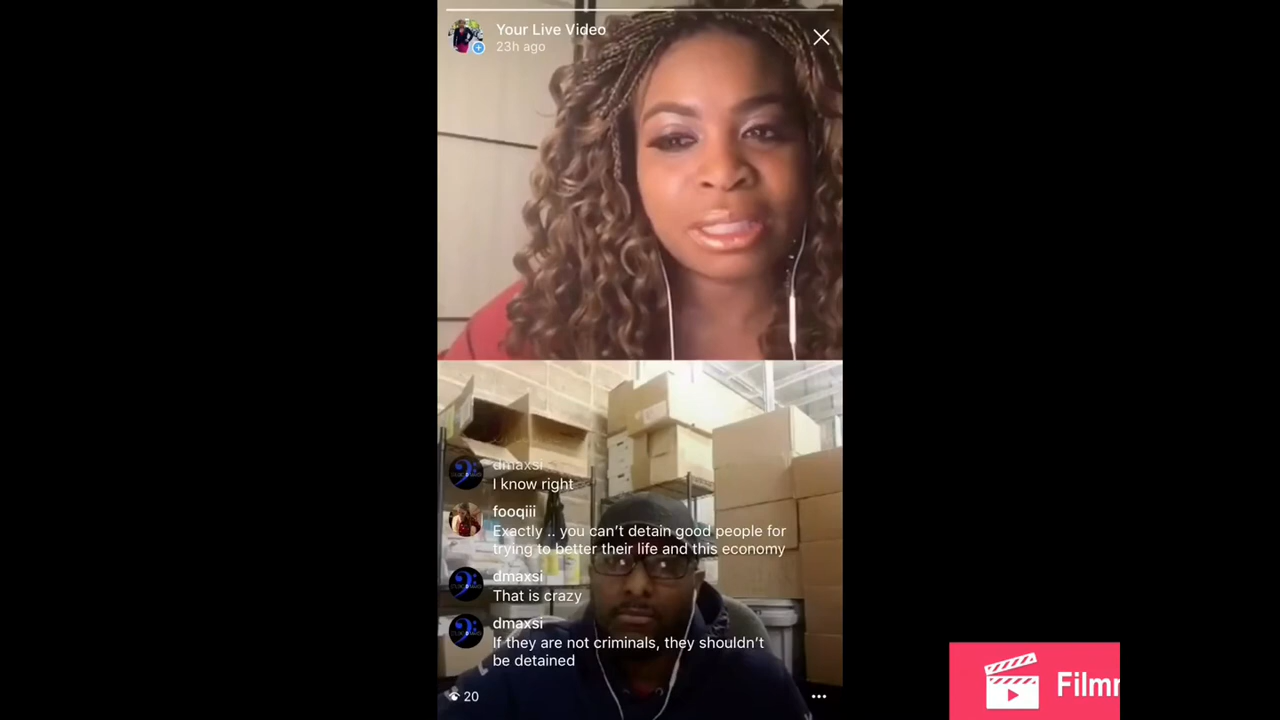 Your Live Video
23h ago
dmaxsi
I know right
fooqiii
Exactly .. you can't detain good people for
trying to better their life and this economy
dmaxsi
That is crazy
dmaxsi
If they are not criminals, they shouldn't
be detained
20
Filmr